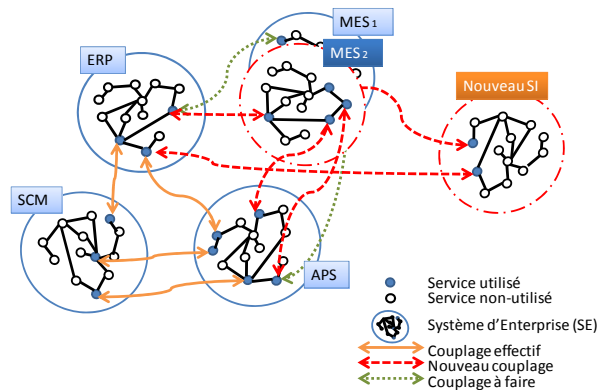 MES 1
MES 2
ERP
Nouveau SI
SCM
APS
Service utilisé
Service non-utilisé
Système d'Enterprise (SE)
Couplage effectif
Nouveau couplage
Couplage à faire